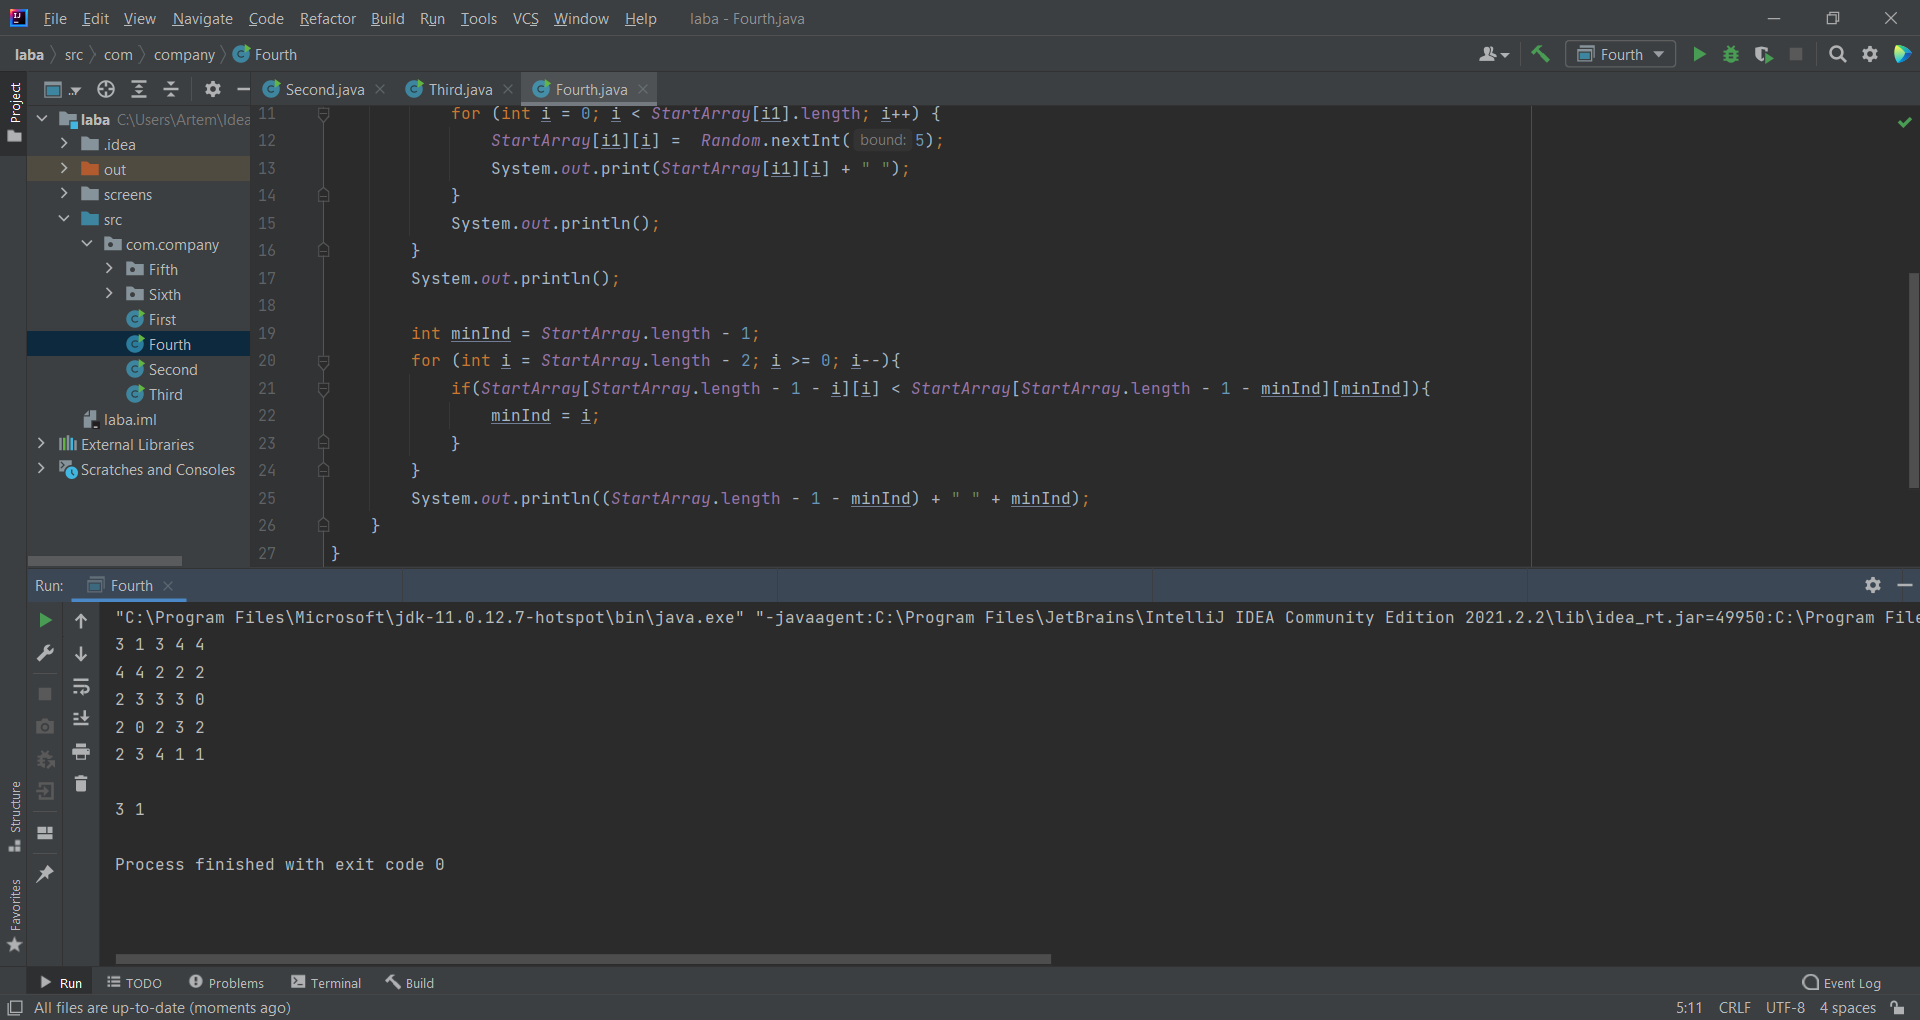 File Edit View Navigate Code Refactor Build Run Tools VCS Window Help laba - Fourth.java
laba src com company Fourth
Fourth
Project
Second.java Third.java Fourth.java
laba C:\Users\Artem\Idea
.idea
out
screens
src
com.company
Fifth
Sixth
First
Fourth
Second
Third
laba.iml
External Libraries
Scratches and Consoles
11 for (int i = 0; i < StartArray[i1].length; i++) {
12 StartArray[i1][i] = Random.nextInt( bound: 5);
13 System.out.print(StartArray[i1][i] + " ");
14 }
15 System.out.println();
16 }
17 System.out.println();
18
19 int minInd = StartArray.length - 1;
20 for (int i = StartArray.length - 2; i >= 0; i--){
21 if(StartArray[StartArray.length - 1 - i][i] < StartArray[StartArray.length - 1 - minInd][minInd]){
22 minInd = i;
23 }
24 }
25 System.out.println((StartArray.length - 1 - minInd) + " " + minInd);
26 }
27 }
Run: Fourth
"C:\Program Files\Microsoft\jdk-11.0.12.7-hotspot\bin\java.exe" "-javaagent:C:\Program Files\JetBrains\IntelliJ IDEA Community Edition 2021.2.2\lib\idea_rt.jar=49950:C:\Program File
3 1 3 4 4
4 4 2 2 2
2 3 3 3 0
2 0 2 3 2
2 3 4 1 1
3 1
Process finished with exit code 0
Structure
Favorites
Run TODO Problems Terminal Build Event Log
All files are up-to-date (moments ago) 5:11 CRLF UTF-8 4 spaces